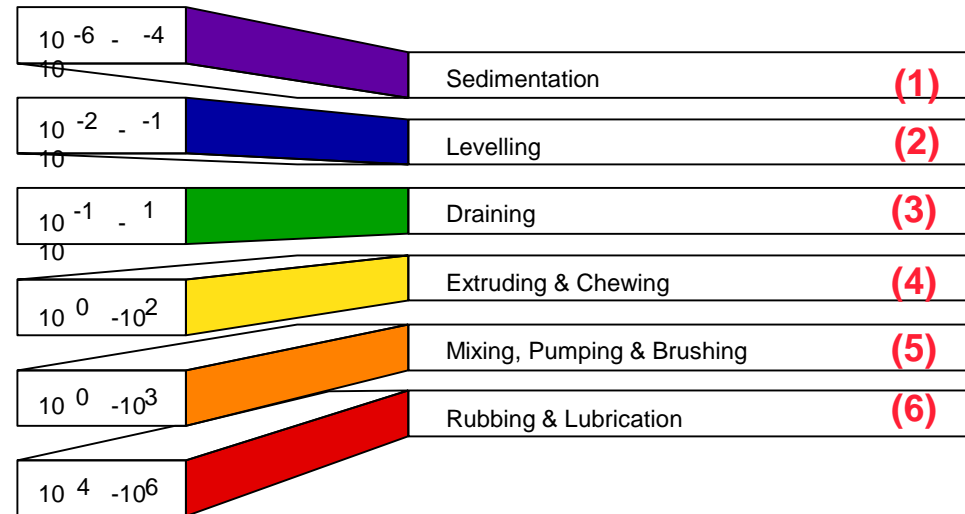 10 -6 - 10 -4
Sedimentation (1)
10 -2 - 10 -1
Levelling (2)
10 -1 - 10 1
Draining (3)
10 0 -10 2
Extruding & Chewing (4)
10 0 -10 3
Mixing, Pumping & Brushing (5)
10 4 -10 6
Rubbing & Lubrication (6)